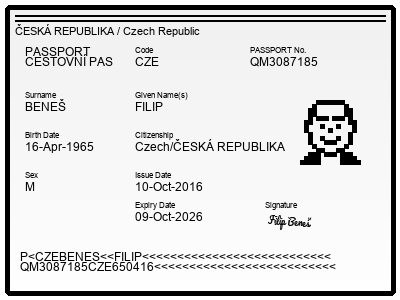 ČESKÁ REPUBLIKA / Czech Republic
PASSPORT
CESTOVNÍ PAS
Code
CZE
PASSPORT No.
QM3087185
Surname
BENEŠ
Given Name(s)
FILIP
Birth Date
16-Apr-1965
Citizenship
Czech/ČESKÁ REPUBLIKA
Sex
M
Issue Date
10-Oct-2016
Expiry Date
09-Oct-2026
Signature
Filip Beneš
P<CZEBENES<<FILIP<<<<<<<<<<<<<<<<<<<<<<<<<<<
QM3087185CZE650416<<<<<<<<<<<<<<<<<<<<<<<<<<